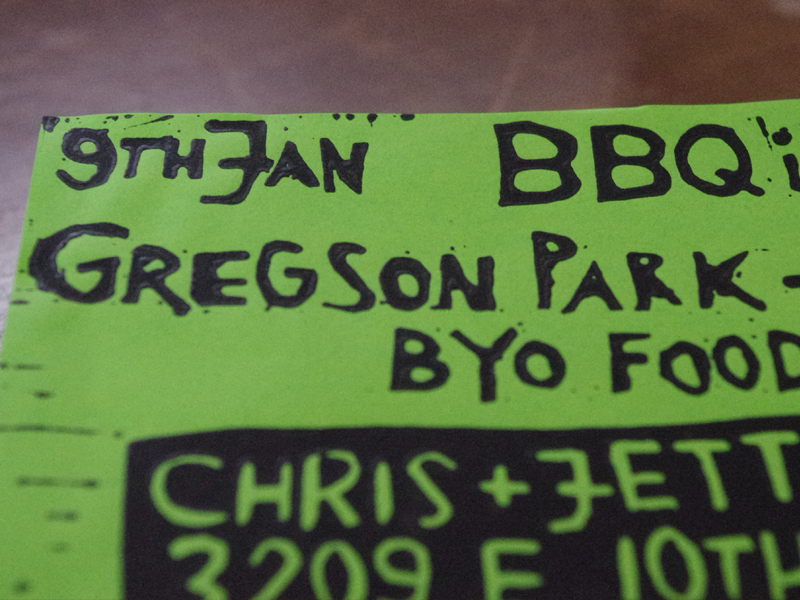 9TH JAN BBQ i
GREGSON PARK -
BYO FOOD
CHRIS + JETT
3209 E 10TH